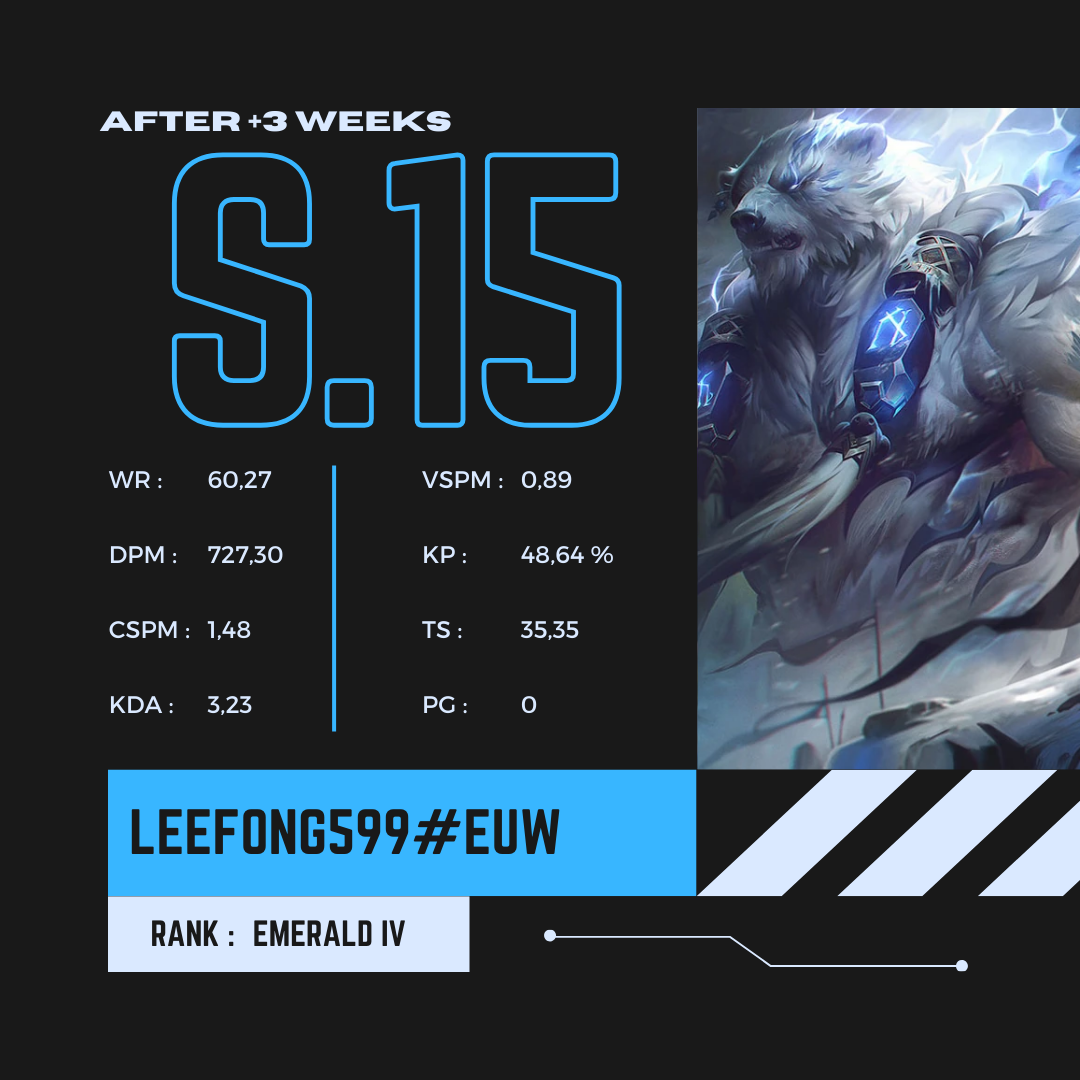 AFTER +3 WEEKS
S.15
WR : 60,27
DPM : 727,30
CSPM : 1,48
KDA : 3,23
VSPM : 0,89
KP : 48,64 %
TS : 35,35
PG : 0
LEEFONG599#EUW
RANK : EMERALD IV